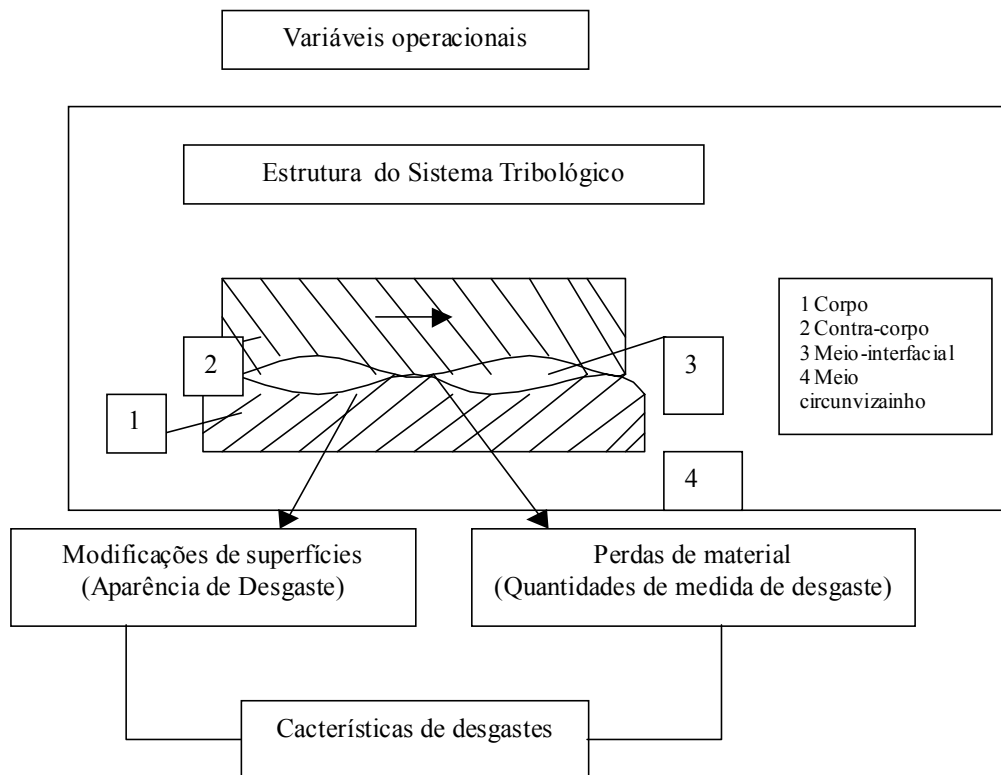 Variáveis operacionais
Estrutura do Sistema Tribológico
1 Corpo
2 Contra-corpo
3 Meio-interfacial
4 Meio
circunvizainho
2
3
1
4
Modificações de superfícies
(Aparência de Desgaste)
Perdas de material
(Quantidades de medida de desgaste)
Cacterísticas de desgastes